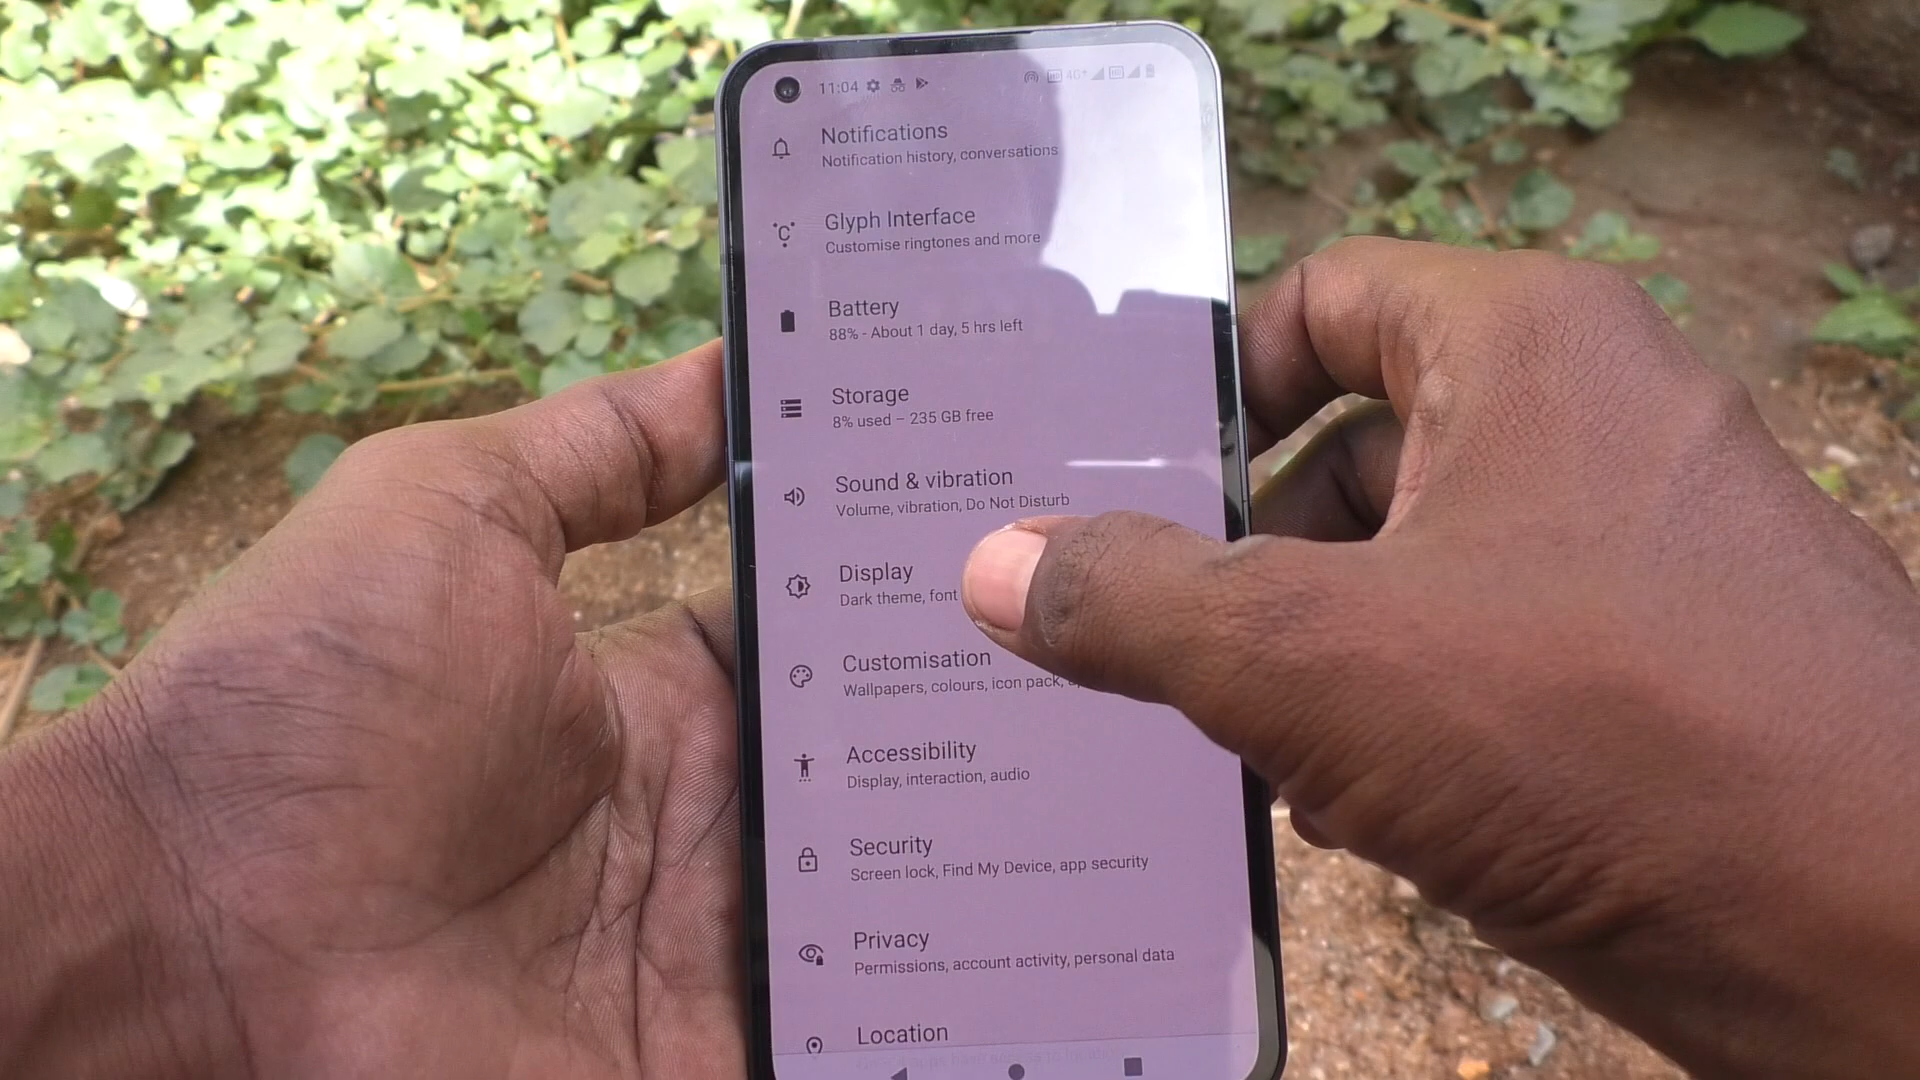 11:04 HD 4G+ HD
Notifications
Notification history, conversations
Glyph Interface
Customise ringtones and more
Battery
88% - About 1 day, 5 hrs left
Storage
8% used – 235 GB free
Sound & vibration
Volume, vibration, Do Not Disturb
Display
Dark theme, font
Customisation
Wallpapers, colours, icon pack,
Accessibility
Display, interaction, audio
Security
Screen lock, Find My Device, app security
Privacy
Permissions, account activity, personal data
Location